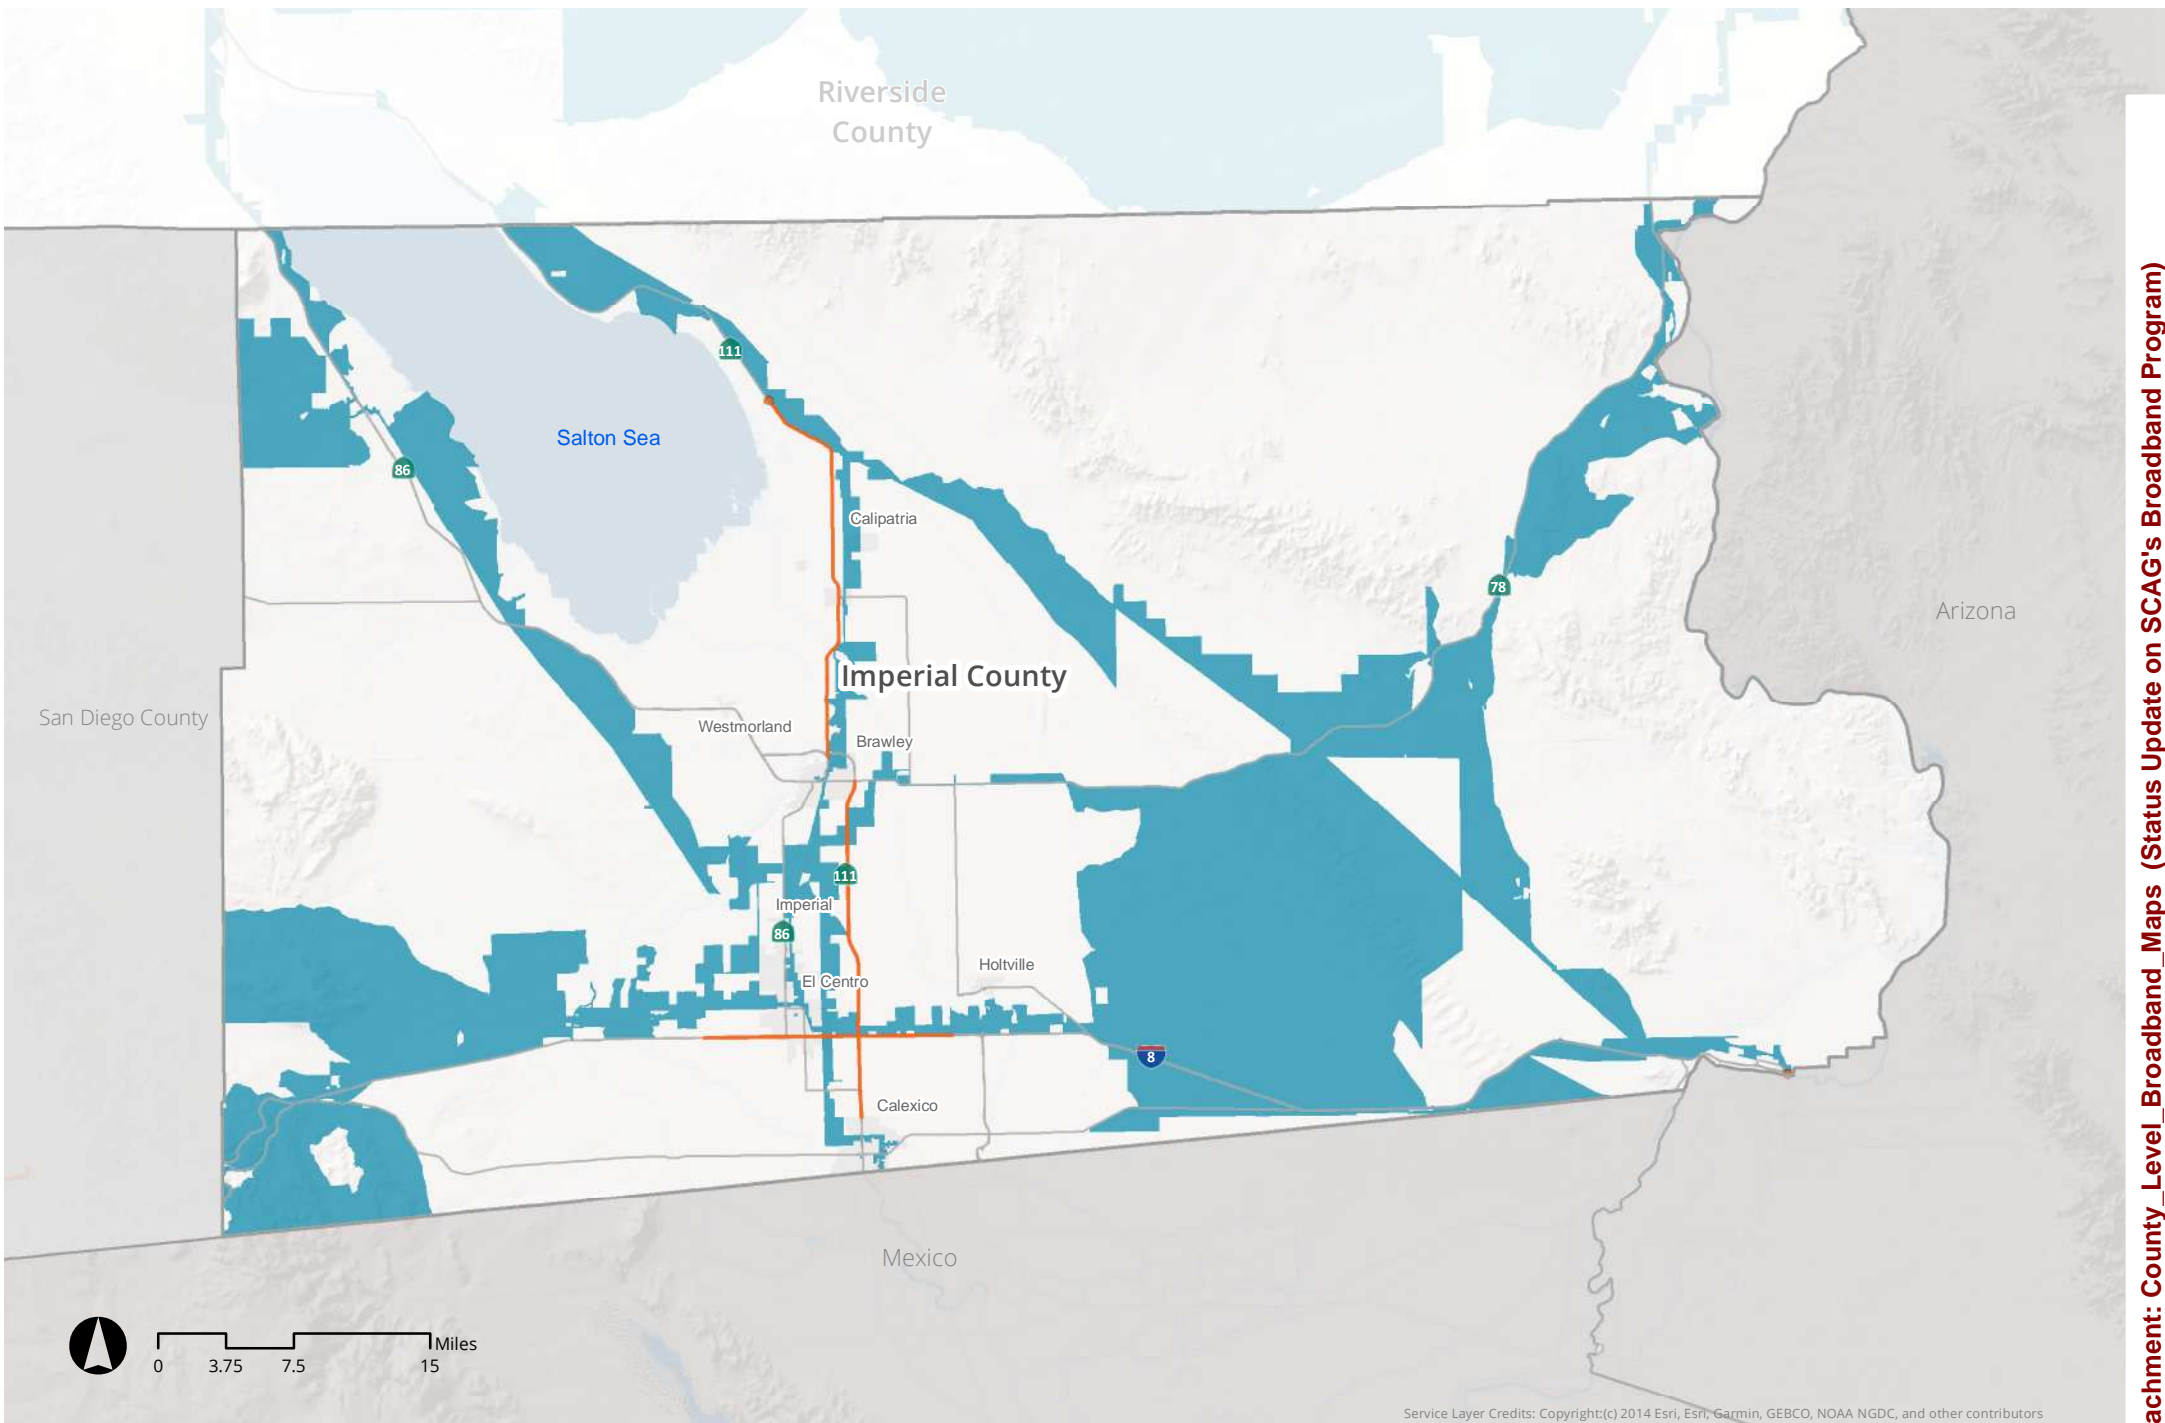 Riverside
County
111
Salton Sea
86
Calipatria
78
Arizona
Imperial County
San Diego County
Westmorland
Brawley
111
Imperial
86
El Centro
Holtville
8
Calexico
Mexico
Miles
0 3.75 7.5 15
Service Layer Credits: Copyright:(c) 2014 Esri, Esri, Garmin, GEBCO, NOAA NGDC, and other contributors
achment: County_Level_Broadband_Maps (Status Update on SCAG's Broadband Program)